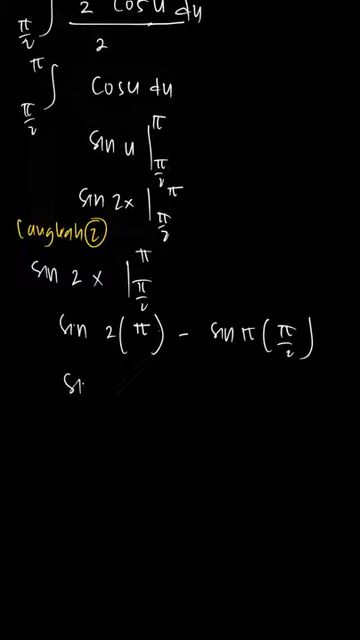 π/2 ∫ 2 cos u du / 2
π/2 ∫ π cos u du
sin u | π π/2
sin 2x | π π/2
Langkah ②
sin 2x | π π/2
sin 2(π) - sin π(π/2)
si